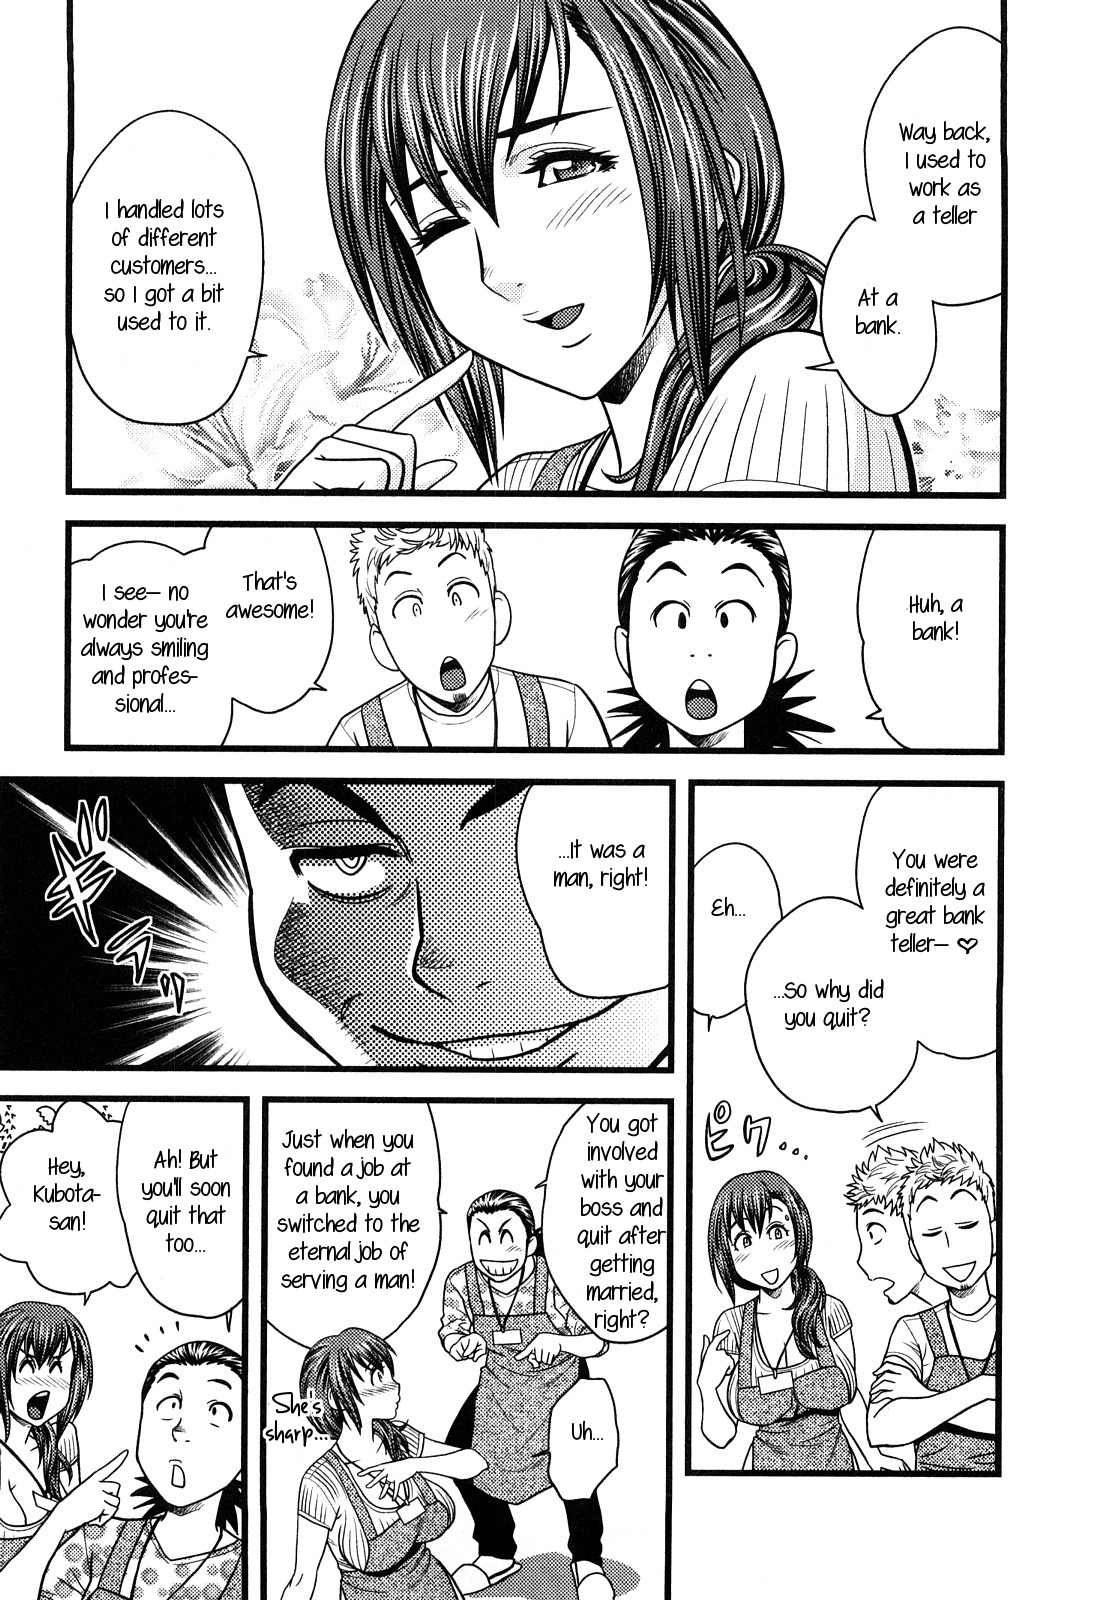 Way back,
I used to
work as
a teller
At a
bank.
I handled lots
of different
customers...
so I got a bit
used to it.
Huh, a
bank!
That's
awesome!
I see— no
wonder you're
always smiling
and profes-
sional...
You were
definitely a
great bank
teller— ♡
...So why did
you quit?
Eh...
ピク...
...It was a
man, right!
ギラッ
You got
involved
with your
boss and
quit after
getting
married,
right?
Just when you
found a job at
a bank, you
switched to the
eternal job of
serving a man!
Uh...
She's
sharp...
Ah! But
you'll soon
quit that
too...
Hey,
Kubota-
san!